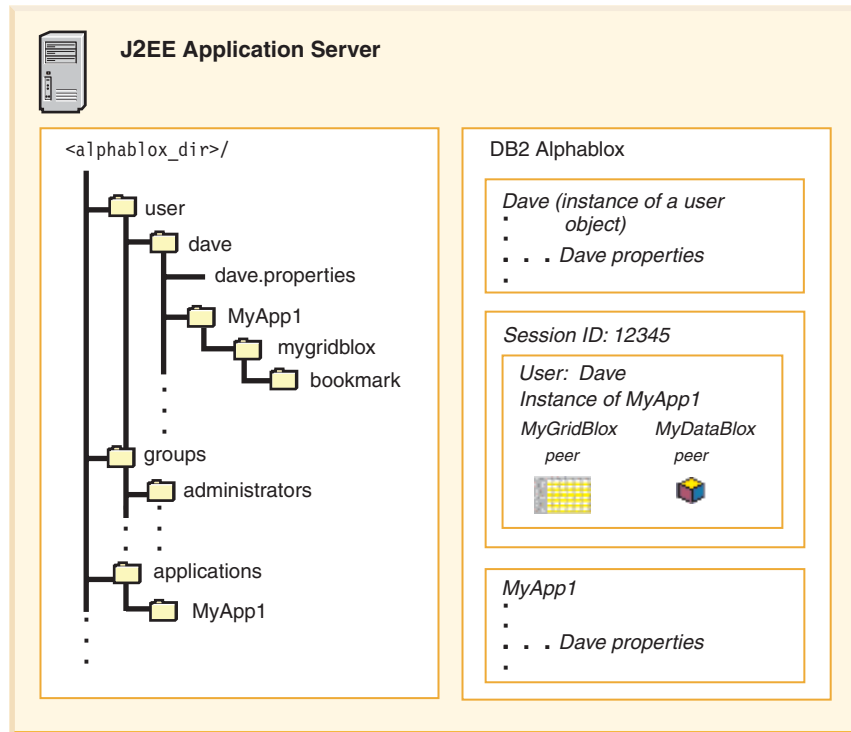 J2EE Application Server
<alphablox_dir>/
user
dave
dave.properties
MyApp1
mygridblox
bookmark
groups
administrators
applications
MyApp1
DB2 Alphablox
Dave (instance of a user
object)
Dave properties
Session ID: 12345
User: Dave
Instance of MyApp1
MyGridBlox MyDataBlox
peer peer
MyApp1
Dave properties